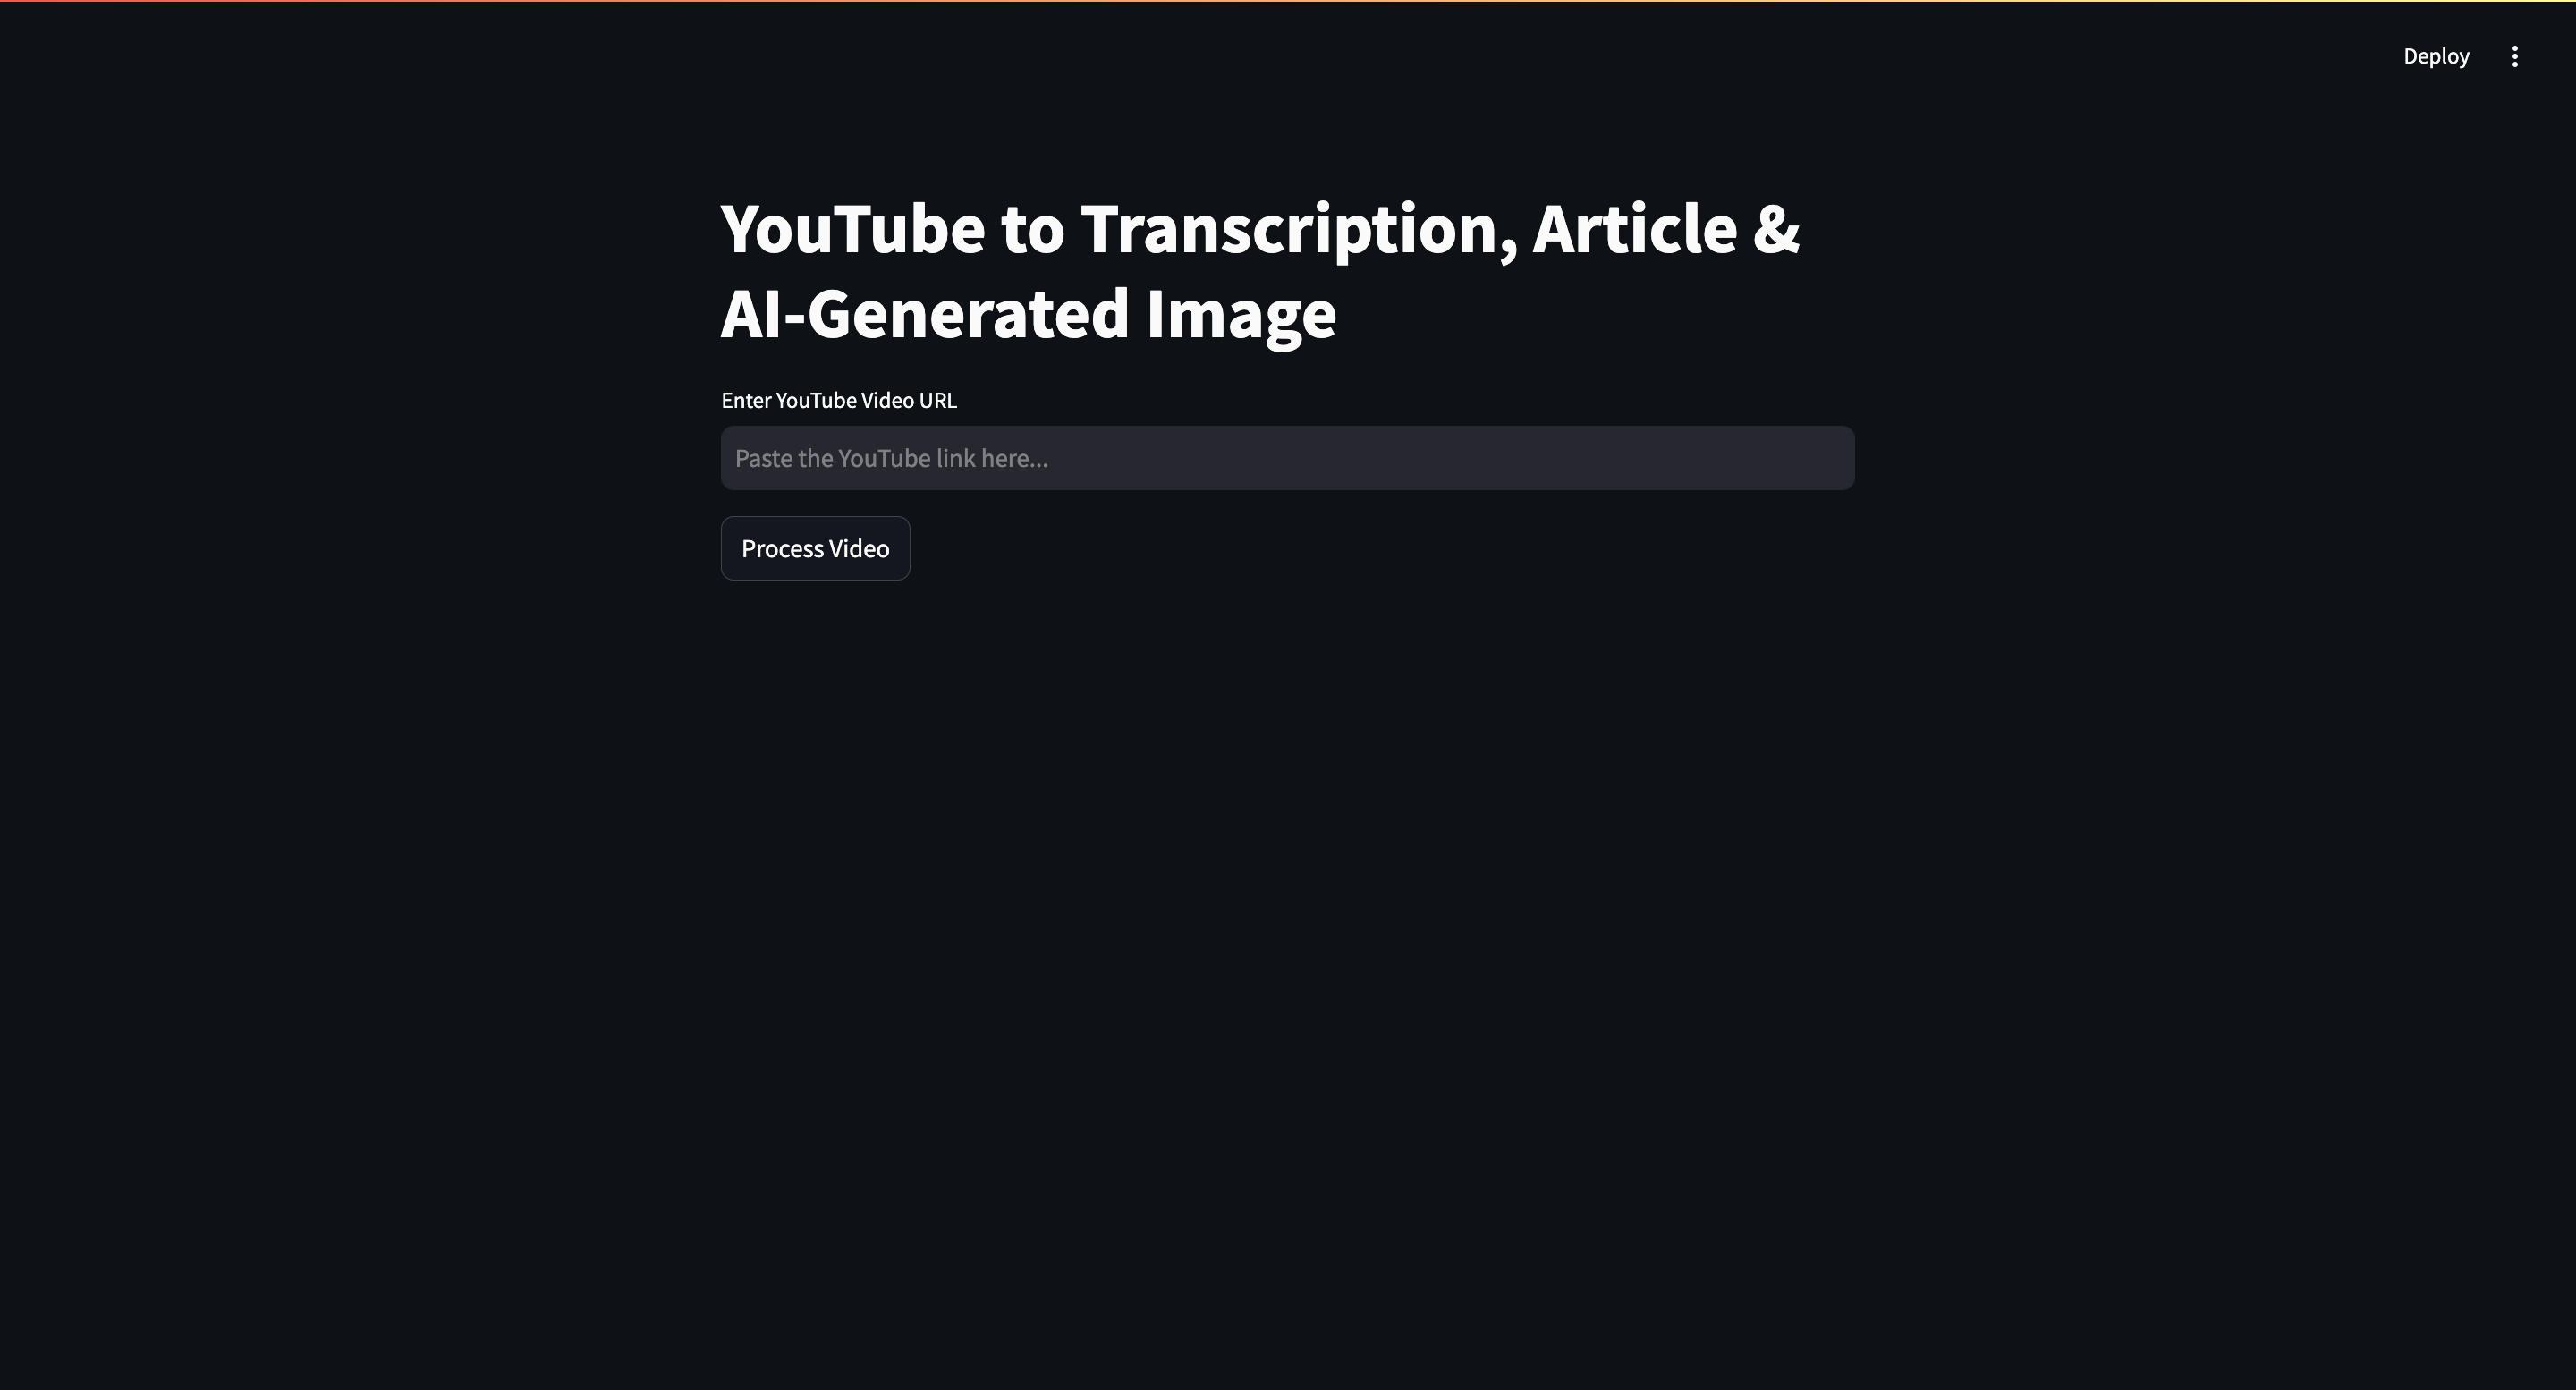 Deploy
YouTube to Transcription, Article &
AI-Generated Image
Enter YouTube Video URL
Paste the YouTube link here...
Process Video